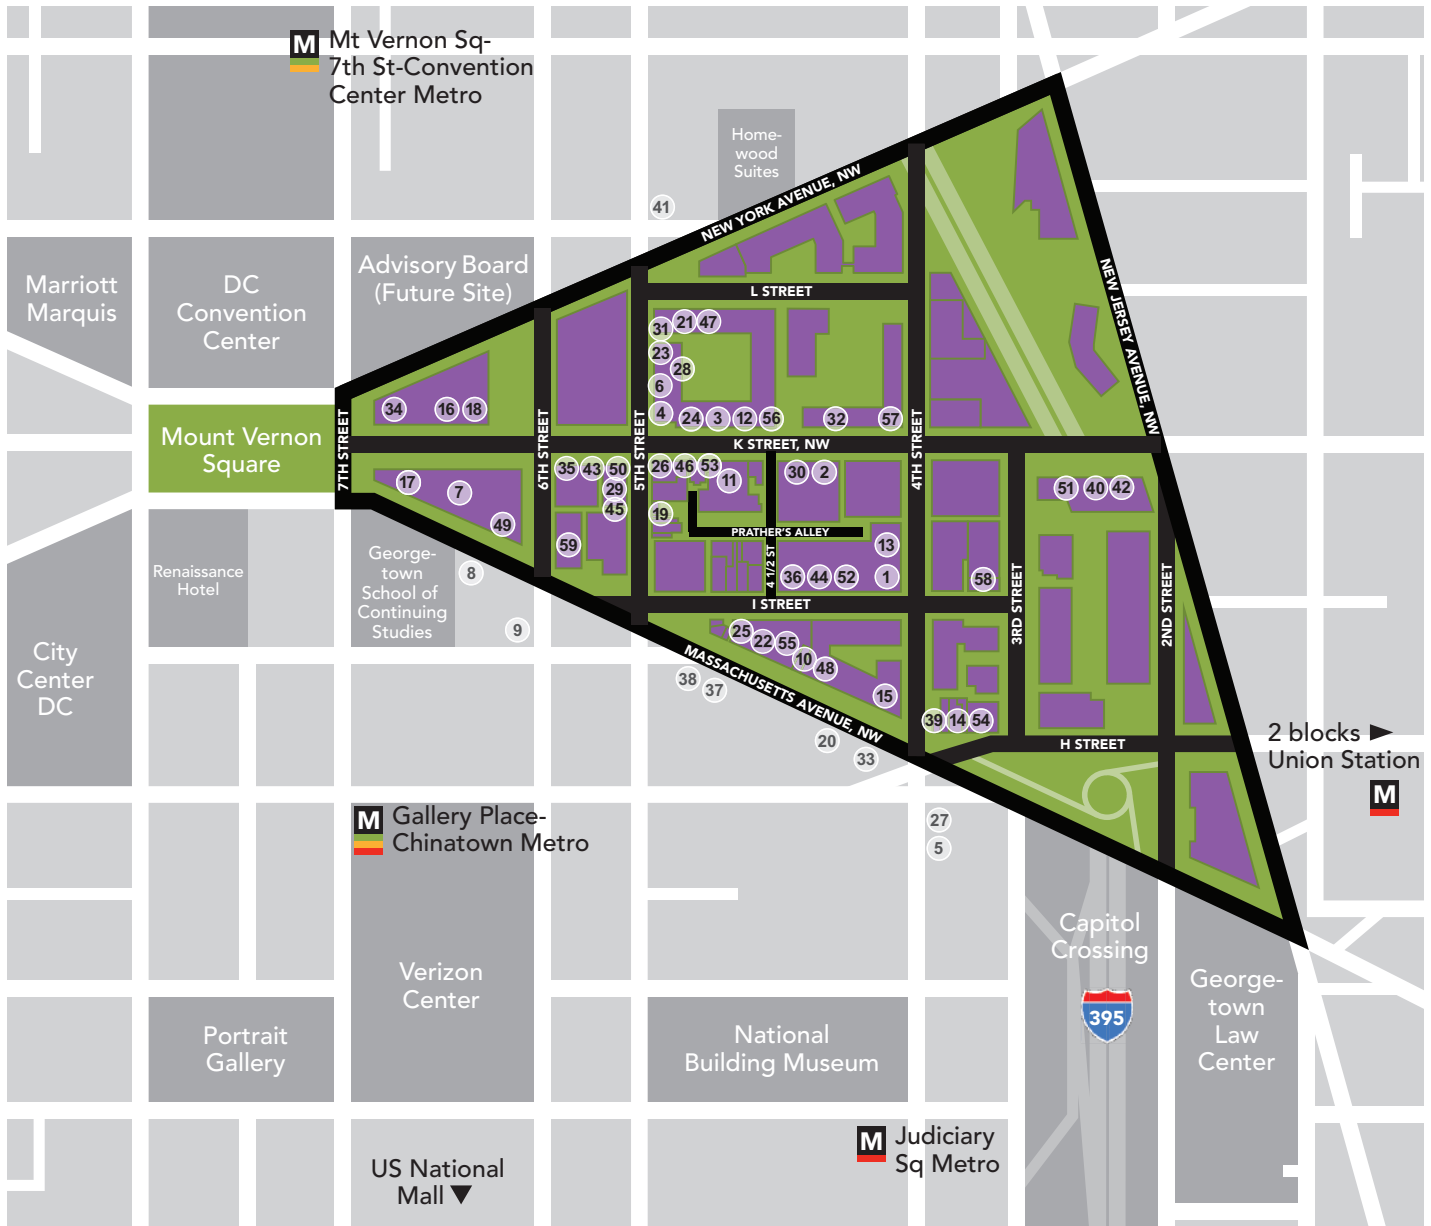 M
Mt Vernon Sq-
7th St-Convention
Center Metro
Home-
wood
Suites
41
NEW YORK AVENUE, NW
Marriott
Marquis
DC
Convention
Center
Advisory Board
(Future Site)
L STREET
NEW JERSEY AVENUE, NW
31 21 47
23
28
6
4 24 3 12 56 32 57
34 16 18
Mount Vernon
Square
7TH STREET
6TH STREET
5TH STREET
K STREET, NW
4TH STREET
17 7 49
35 43 50
29
45
59
26 46 53
11
19
30 2
PRATHER'S ALLEY
4 1/2 ST
13
36 44 52 1
58
51 40 42
3RD STREET
2ND STREET
I STREET
Renaissance
Hotel
George-
town
School of
Continuing
Studies
8
9
City
Center
DC
25 22 55
10
48
15
39 14 54
MASSACHUSETTS AVENUE, NW
38 37
20
33
H STREET
2 blocks ►
Union Station
M
M
Gallery Place-
Chinatown Metro
27
5
Verizon
Center
Capitol
Crossing
395
George-
town
Law
Center
Portrait
Gallery
National
Building Museum
M
Judiciary
Sq Metro
US National
Mall ▼